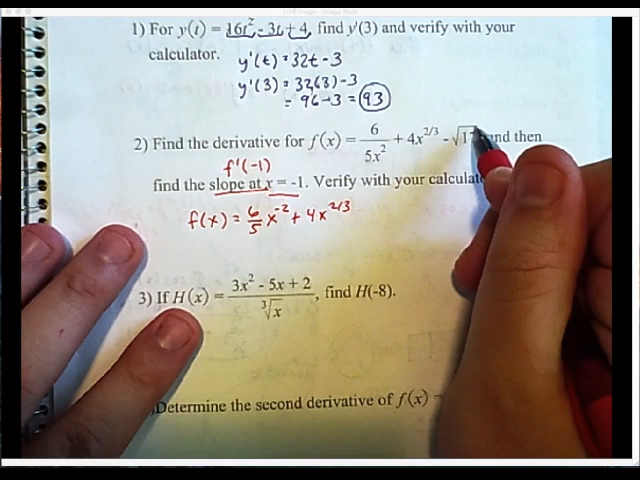 1) For y(t) = 16t² - 3t + 4, find y'(3) and verify with your
calculator.
y'(t) = 32t - 3
y'(3) = 32(3) - 3
= 96 - 3 = 93
2) Find the derivative for f(x) = 6/5x² + 4x^2/3 - √1 and then
f'(-1)
find the slope at x = -1. Verify with your
f(x) = 6/5 x^-2 + 4x^2/3
3) If H(x) = 3x² - 5x + 2/∛x, find H(-8).
Determine the second derivative of f(x)